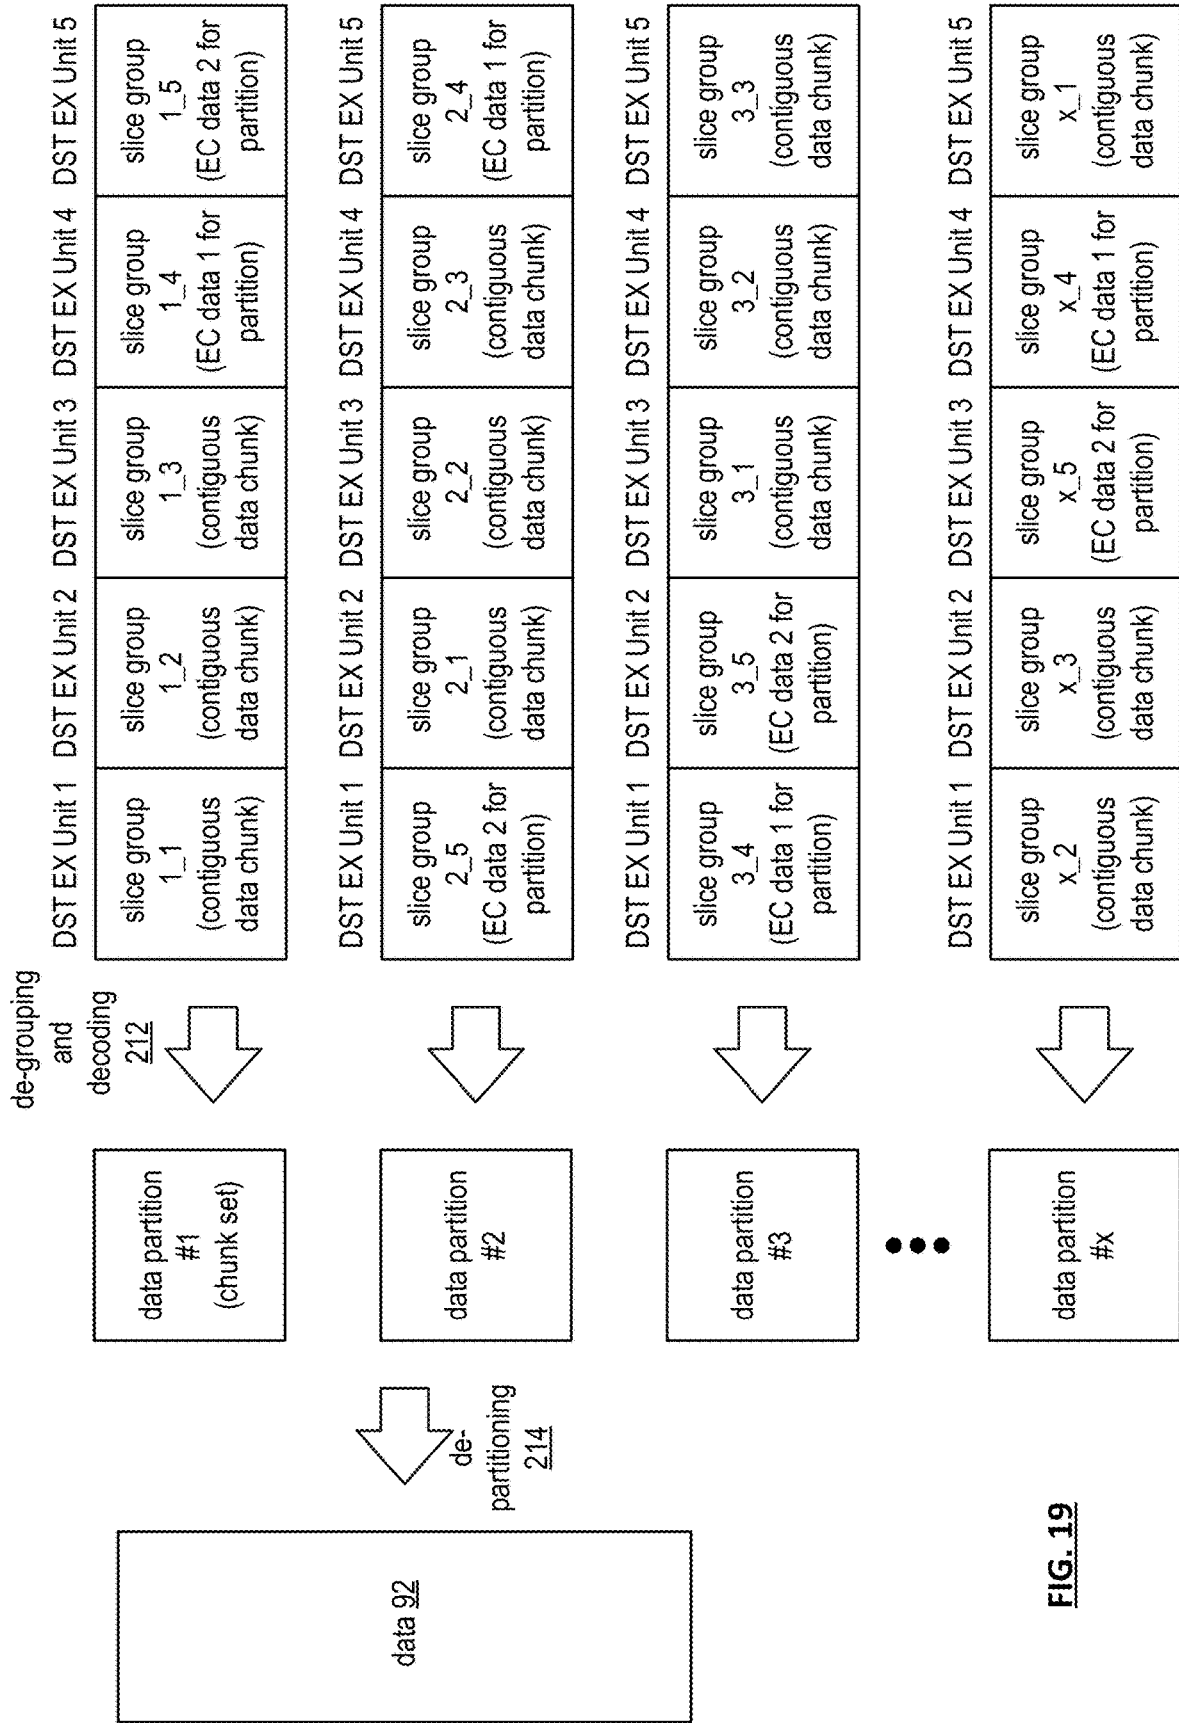 data 92
de-
partitioning
214
data partition
#1
(chunk set)
data partition
#2
data partition
#3
data partition
#x
de-grouping
and
decoding
212
DST EX Unit 1
DST EX Unit 2
DST EX Unit 3
DST EX Unit 4
DST EX Unit 5
slice group
1_1
(contiguous
data chunk)
slice group
1_2
(contiguous
data chunk)
slice group
1_3
(contiguous
data chunk)
slice group
1_4
(EC data 1 for
partition)
slice group
1_5
(EC data 2 for
partition)
DST EX Unit 1
DST EX Unit 2
DST EX Unit 3
DST EX Unit 4
DST EX Unit 5
slice group
2_5
(EC data 2 for
partition)
slice group
2_1
(contiguous
data chunk)
slice group
2_2
(contiguous
data chunk)
slice group
2_3
(contiguous
data chunk)
slice group
2_4
(EC data 1 for
partition)
DST EX Unit 1
DST EX Unit 2
DST EX Unit 3
DST EX Unit 4
DST EX Unit 5
slice group
3_4
(EC data 1 for
partition)
slice group
3_5
(EC data 2 for
partition)
slice group
3_1
(contiguous
data chunk)
slice group
3_2
(contiguous
data chunk)
slice group
3_3
(contiguous
data chunk)
DST EX Unit 1
DST EX Unit 2
DST EX Unit 3
DST EX Unit 4
DST EX Unit 5
slice group
x_2
(contiguous
data chunk)
slice group
x_3
(contiguous
data chunk)
slice group
x_5
(EC data 2 for
partition)
slice group
x_4
(EC data 1 for
partition)
slice group
x_1
(contiguous
data chunk)
FIG. 19